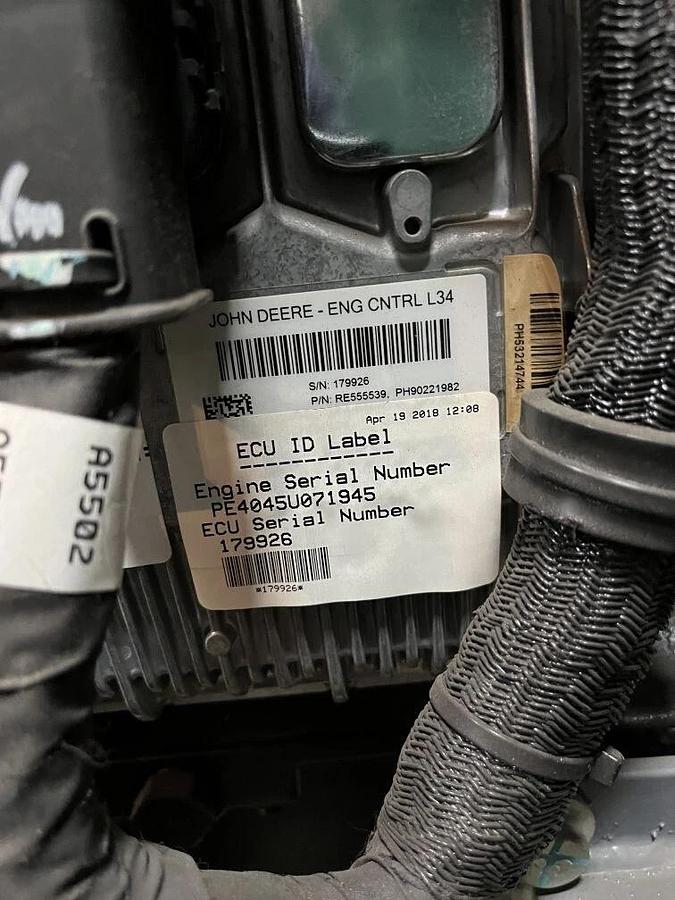 JOHN DEERE - ENG CNTRL L34
S/N: 179926
P/N: RE555539, PH90221982
PH53214744
Apr 19 2018 12:08
ECU ID Label
------------
Engine Serial Number
PE4045U071945
ECU Serial Number
179926
*179926*
A5502